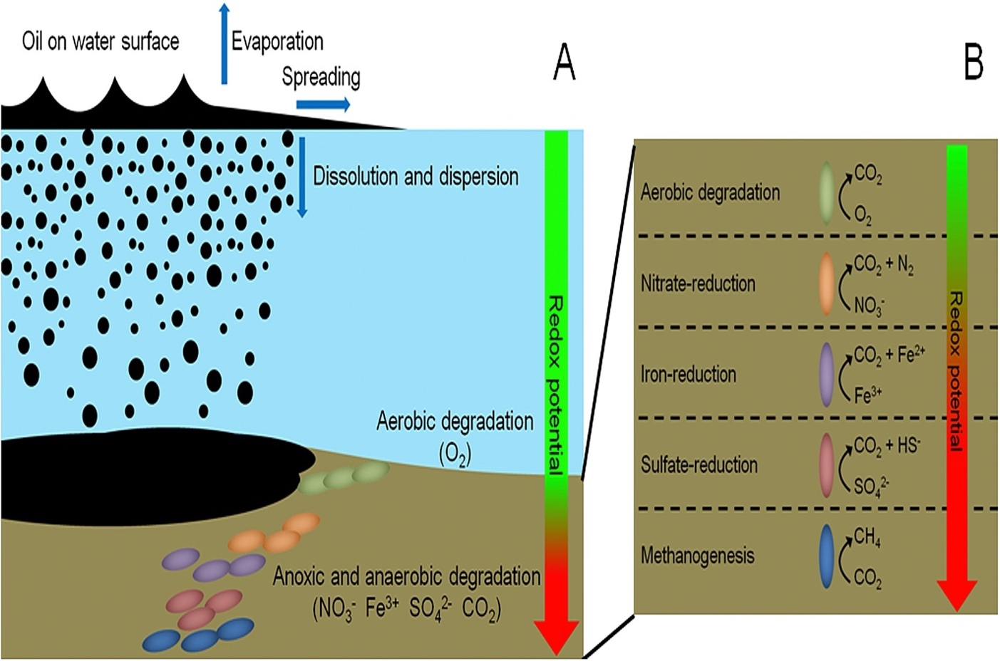 Oil on water surface
Evaporation
Spreading
A
Dissolution and dispersion
Redox potential
Aerobic degradation
(O₂)
Anoxic and anaerobic degradation
(NO₃⁻ Fe³⁺ SO₄²⁻ CO₂)
B
Aerobic degradation
CO₂
O₂
Nitrate-reduction
CO₂ + N₂
NO₃⁻
Iron-reduction
CO₂ + Fe²⁺
Fe³⁺
Sulfate-reduction
CO₂ + HS⁻
SO₄²⁻
Methanogenesis
CH₄
CO₂
Redox potential